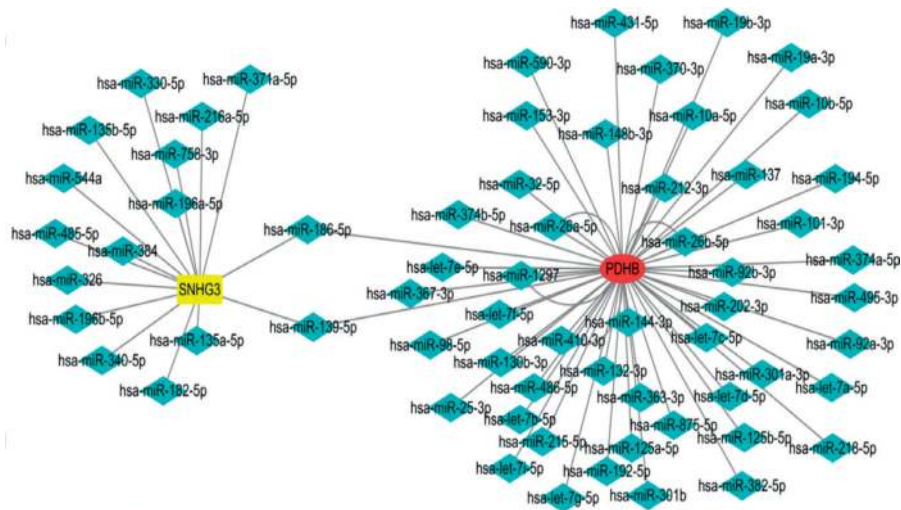 hsa-miR-431-5p
hsa-miR-19b-3p
hsa-miR-590-3p
hsa-miR-370-3p
hsa-miR-19a-3p
hsa-miR-330-5p
hsa-miR-371a-5p
hsa-miR-153-3p
hsa-miR-148b-3p
hsa-miR-10a-5p
hsa-miR-10b-5p
hsa-miR-216a-5p
hsa-miR-135b-5p
hsa-miR-758-3p
hsa-miR-544a
hsa-miR-32-5p
hsa-miR-212-3p
hsa-miR-137
hsa-miR-194-5p
hsa-miR-196a-5p
hsa-miR-374b-5p
hsa-miR-26a-5p
hsa-miR-101-3p
hsa-miR-485-5p
hsa-miR-384
hsa-miR-186-5p
hsa-miR-26b-5p
hsa-miR-374a-5p
hsa-let-7e-5p
hsa-miR-1297
PDHB
hsa-miR-92b-3p
hsa-miR-326
SNHG3
hsa-miR-367-3p
hsa-miR-495-3p
hsa-miR-202-3p
hsa-let-7f-5p
hsa-miR-196b-5p
hsa-miR-139-5p
hsa-miR-144-3p
hsa-miR-135a-5p
hsa-miR-98-5p
hsa-miR-410-3p
hsa-let-7c-5p
hsa-miR-92a-3p
hsa-miR-340-5p
hsa-miR-130b-3p
hsa-miR-132-3p
hsa-miR-301a-3p
hsa-miR-182-5p
hsa-miR-486-5p
hsa-miR-363-3p
hsa-let-7d-5p
hsa-let-7a-5p
hsa-miR-25-3p
hsa-let-7b-5p
hsa-miR-875-5p
hsa-miR-215-5p
hsa-miR-125a-5p
hsa-miR-125b-5p
hsa-miR-218-5p
hsa-let-7i-5p
hsa-miR-192-5p
hsa-miR-382-5p
hsa-let-7g-5p
hsa-miR-301b